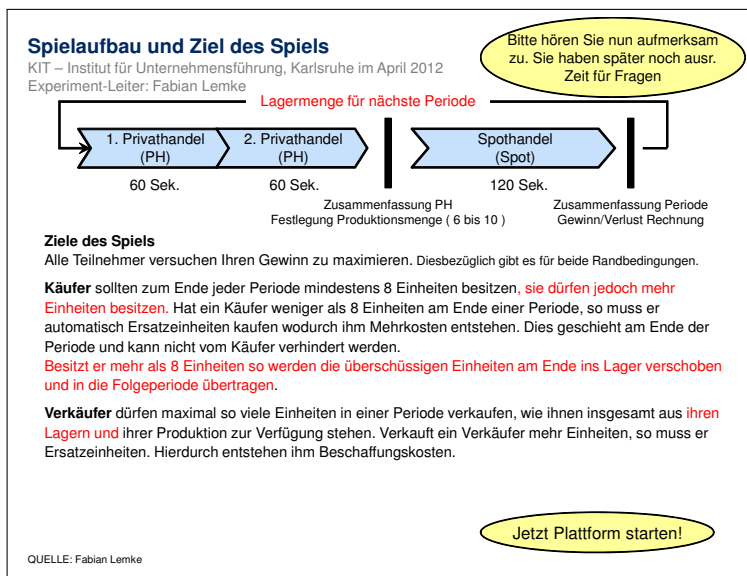 Spielaufbau und Ziel des Spiels
KIT – Institut für Unternehmensführung, Karlsruhe im April 2012
Experiment-Leiter: Fabian Lemke
Bitte hören Sie nun aufmerksam
zu. Sie haben später noch ausr.
Zeit für Fragen
Lagermenge für nächste Periode
1. Privathandel
(PH)
2. Privathandel
(PH)
Spothandel
(Spot)
60 Sek.
60 Sek.
120 Sek.
Zusammenfassung PH
Festlegung Produktionsmenge ( 6 bis 10 )
Zusammenfassung Periode
Gewinn/Verlust Rechnung
Ziele des Spiels
Alle Teilnehmer versuchen Ihren Gewinn zu maximieren. Diesbezüglich gibt es für beide Randbedingungen.
Käufer sollten zum Ende jeder Periode mindestens 8 Einheiten besitzen, sie dürfen jedoch mehr
Einheiten besitzen. Hat ein Käufer weniger als 8 Einheiten am Ende einer Periode, so muss er
automatisch Ersatzeinheiten kaufen wodurch ihm Mehrkosten entstehen. Dies geschieht am Ende der
Periode und kann nicht vom Käufer verhindert werden.
Besitzt er mehr als 8 Einheiten so werden die überschüssigen Einheiten am Ende ins Lager verschoben
und in die Folgeperiode übertragen.
Verkäufer dürfen maximal so viele Einheiten in einer Periode verkaufen, wie ihnen insgesamt aus ihren
Lagern und ihrer Produktion zur Verfügung stehen. Verkauft ein Verkäufer mehr Einheiten, so muss er
Ersatzeinheiten. Hierdurch entstehen ihm Beschaffungskosten.
Jetzt Plattform starten!
QUELLE: Fabian Lemke